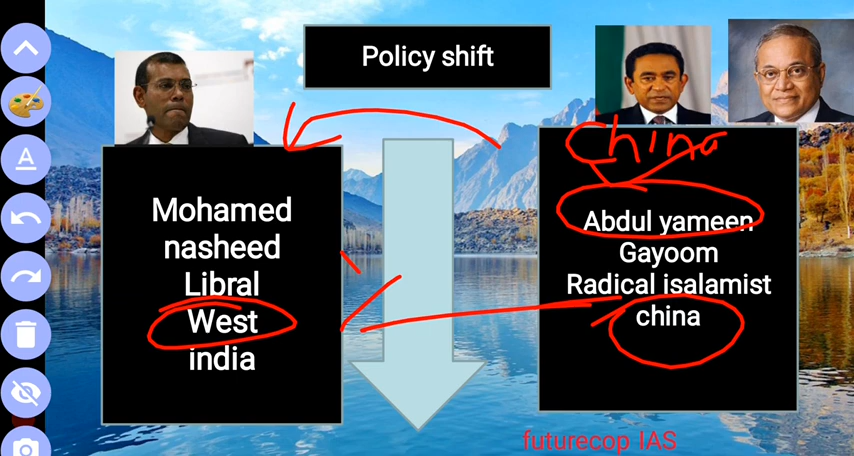 Policy shift
China
Mohamed
nasheed
Libral
West
india
Abdul yameen
Gayoom
Radical isalamist
china
futurecop IAS